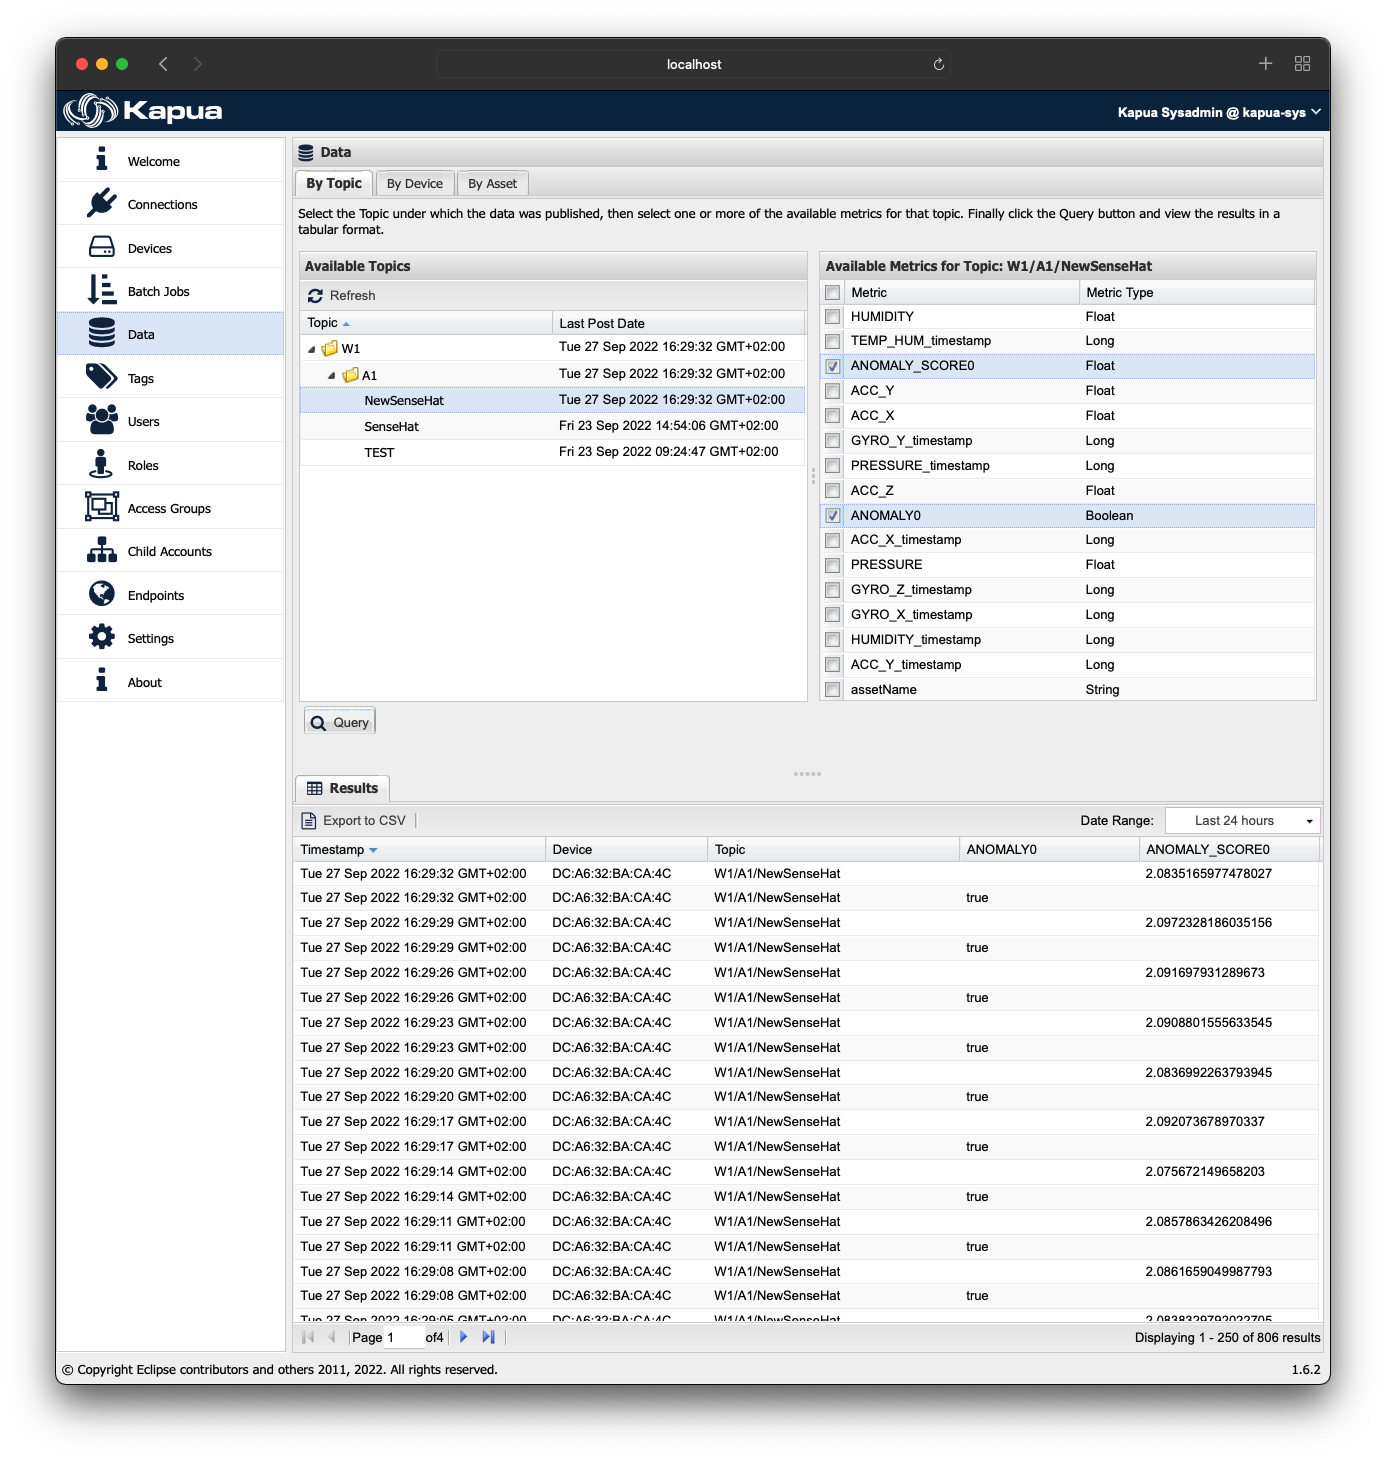 localhost
Kapua
Kapua Sysadmin @ kapua-sys
Welcome
Connections
Devices
Batch Jobs
Data
Tags
Users
Roles
Access Groups
Child Accounts
Endpoints
Settings
About
Data
By Topic By Device By Asset
Select the Topic under which the data was published, then select one or more of the available metrics for that topic. Finally click the Query button and view the results in a
tabular format.
Available Topics
Refresh
Topic Last Post Date
W1 Tue 27 Sep 2022 16:29:32 GMT+02:00
A1 Tue 27 Sep 2022 16:29:32 GMT+02:00
NewSenseHat Tue 27 Sep 2022 16:29:32 GMT+02:00
SenseHat Fri 23 Sep 2022 14:54:06 GMT+02:00
TEST Fri 23 Sep 2022 09:24:47 GMT+02:00
Available Metrics for Topic: W1/A1/NewSenseHat
Metric Metric Type
HUMIDITY Float
TEMP_HUM_timestamp Long
ANOMALY_SCORE0 Float
ACC_Y Float
ACC_X Float
GYRO_Y_timestamp Long
PRESSURE_timestamp Long
ACC_Z Float
ANOMALY0 Boolean
ACC_X_timestamp Long
PRESSURE Float
GYRO_Z_timestamp Long
GYRO_X_timestamp Long
HUMIDITY_timestamp Long
ACC_Y_timestamp Long
assetName String
Query
Results
Export to CSV Date Range: Last 24 hours
Timestamp Device Topic ANOMALY0 ANOMALY_SCORE0
Tue 27 Sep 2022 16:29:32 GMT+02:00 DC:A6:32:BA:CA:4C W1/A1/NewSenseHat 2.0835165977478027
Tue 27 Sep 2022 16:29:32 GMT+02:00 DC:A6:32:BA:CA:4C W1/A1/NewSenseHat true
Tue 27 Sep 2022 16:29:29 GMT+02:00 DC:A6:32:BA:CA:4C W1/A1/NewSenseHat 2.0972328186035156
Tue 27 Sep 2022 16:29:29 GMT+02:00 DC:A6:32:BA:CA:4C W1/A1/NewSenseHat true
Tue 27 Sep 2022 16:29:26 GMT+02:00 DC:A6:32:BA:CA:4C W1/A1/NewSenseHat 2.091697931289673
Tue 27 Sep 2022 16:29:26 GMT+02:00 DC:A6:32:BA:CA:4C W1/A1/NewSenseHat true
Tue 27 Sep 2022 16:29:23 GMT+02:00 DC:A6:32:BA:CA:4C W1/A1/NewSenseHat 2.0908801555633545
Tue 27 Sep 2022 16:29:23 GMT+02:00 DC:A6:32:BA:CA:4C W1/A1/NewSenseHat true
Tue 27 Sep 2022 16:29:20 GMT+02:00 DC:A6:32:BA:CA:4C W1/A1/NewSenseHat 2.0836992263793945
Tue 27 Sep 2022 16:29:20 GMT+02:00 DC:A6:32:BA:CA:4C W1/A1/NewSenseHat true
Tue 27 Sep 2022 16:29:17 GMT+02:00 DC:A6:32:BA:CA:4C W1/A1/NewSenseHat 2.092073678970337
Tue 27 Sep 2022 16:29:17 GMT+02:00 DC:A6:32:BA:CA:4C W1/A1/NewSenseHat true
Tue 27 Sep 2022 16:29:14 GMT+02:00 DC:A6:32:BA:CA:4C W1/A1/NewSenseHat 2.075672149658203
Tue 27 Sep 2022 16:29:14 GMT+02:00 DC:A6:32:BA:CA:4C W1/A1/NewSenseHat true
Tue 27 Sep 2022 16:29:11 GMT+02:00 DC:A6:32:BA:CA:4C W1/A1/NewSenseHat 2.0857863426208496
Tue 27 Sep 2022 16:29:11 GMT+02:00 DC:A6:32:BA:CA:4C W1/A1/NewSenseHat true
Tue 27 Sep 2022 16:29:08 GMT+02:00 DC:A6:32:BA:CA:4C W1/A1/NewSenseHat 2.0861659049987793
Tue 27 Sep 2022 16:29:08 GMT+02:00 DC:A6:32:BA:CA:4C W1/A1/NewSenseHat true
Tue 27 Sep 2022 16:29:05 GMT+02:00 DC:A6:32:BA:CA:4C W1/A1/NewSenseHat
Page 1 of4 Displaying 1 - 250 of 806 results
© Copyright Eclipse contributors and others 2011, 2022. All rights reserved. 1.6.2